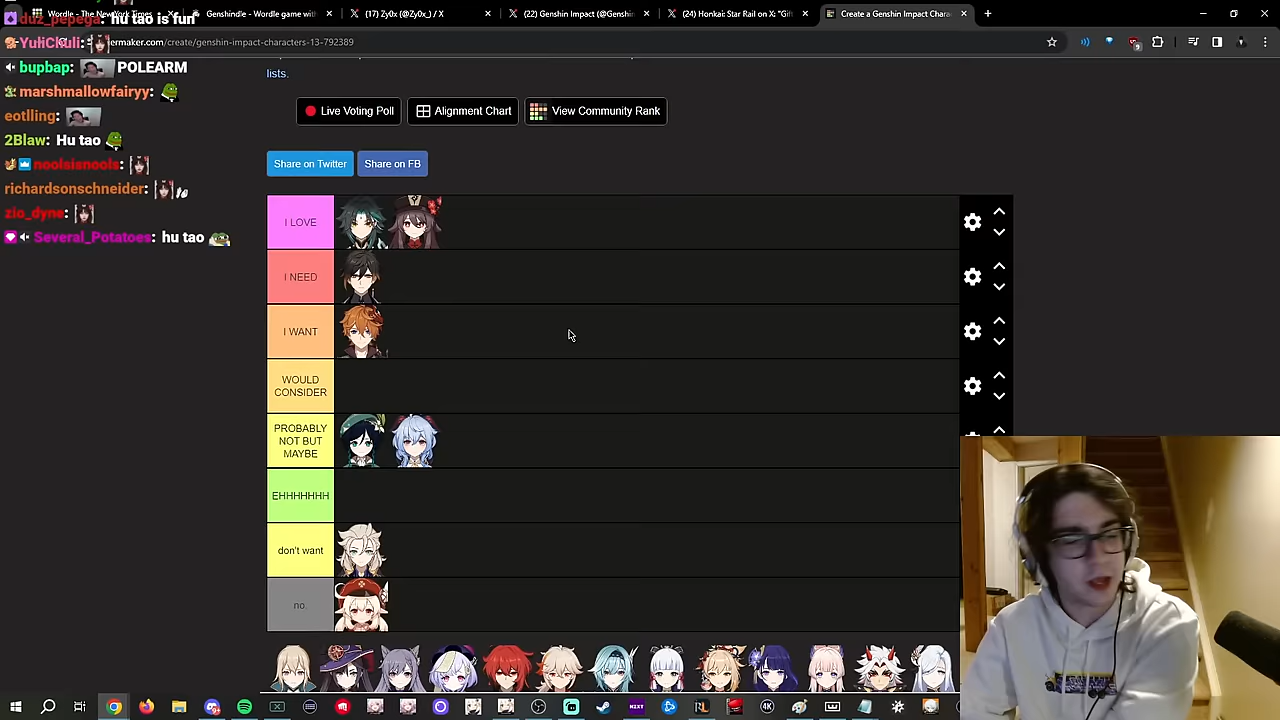 Wordle - The New York Times
Genshindle - Wordle game with
(17) Zy0x (@Zy0x_) / X
(22) Genshin Impact (@Genshin
(24) Honkai: Star Rail on X: "Gi
Create a Genshin Impact Chara
duz_pepega: hu tao is fun
YuliChuli:
ermaker.com/create/genshin-impact-characters-13-792389
bupbap: POLEARM
lists.
marshmallowfairyy:
eotlling:
Live Voting Poll
Alignment Chart
View Community Rank
2Blaw: Hu tao
noolsisnools:
Share on Twitter
Share on FB
richardsonschneider:
zio_dyne:
Several_Potatoes: hu tao
I LOVE
I NEED
I WANT
WOULD
CONSIDER
PROBABLY
NOT BUT
MAYBE
EHHHHHHH
don't want
no